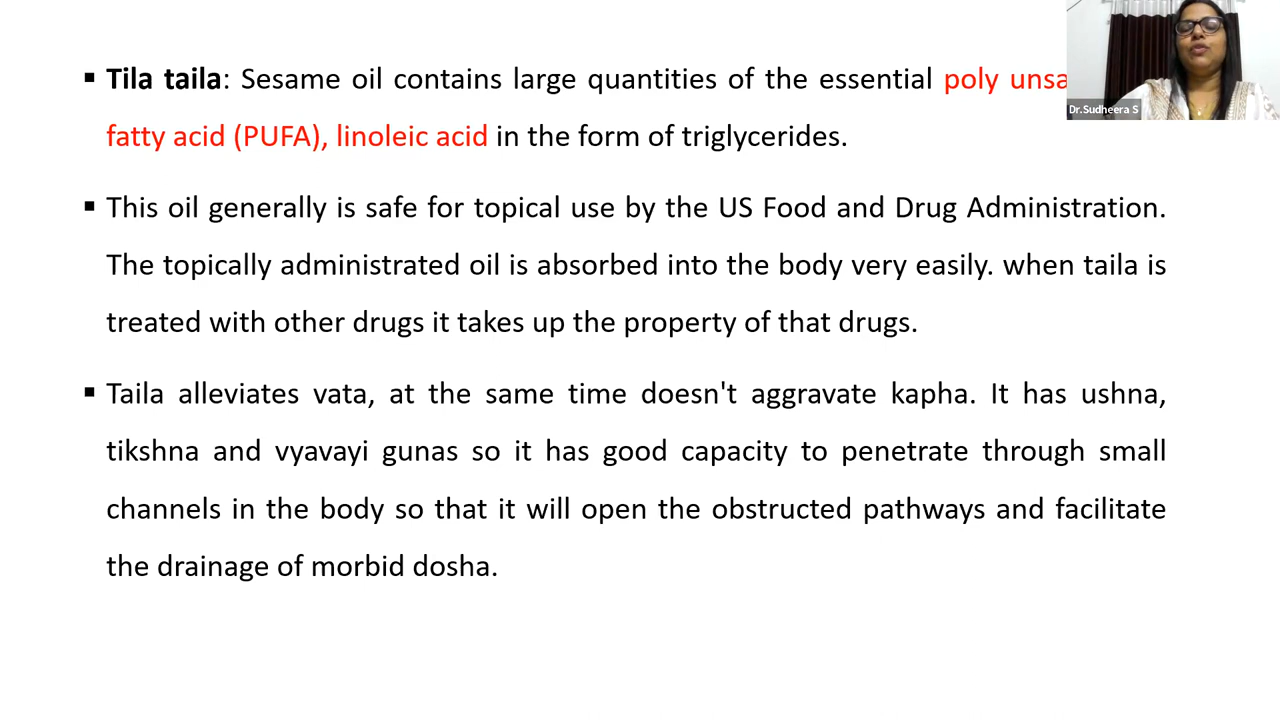 ▪ Tila taila: Sesame oil contains large quantities of the essential poly unsa
fatty acid (PUFA), linoleic acid in the form of triglycerides.
▪ This oil generally is safe for topical use by the US Food and Drug Administration.
The topically administrated oil is absorbed into the body very easily. when taila is
treated with other drugs it takes up the property of that drugs.
▪ Taila alleviates vata, at the same time doesn't aggravate kapha. It has ushna,
tikshna and vyavayi gunas so it has good capacity to penetrate through small
channels in the body so that it will open the obstructed pathways and facilitate
the drainage of morbid dosha.
Dr.Sudheera S